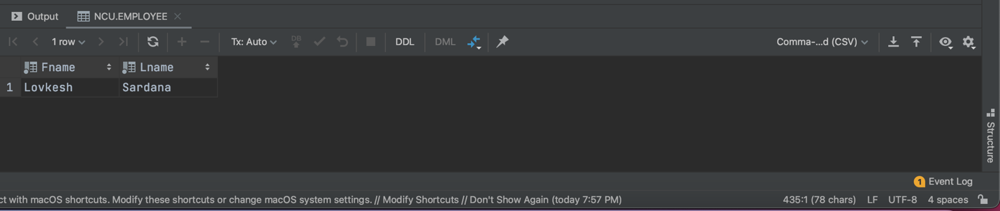 Output NCU.EMPLOYEE
1 row Tx: Auto DB DDL DML Comma-...d (CSV)
Fname Lname
1 Lovkesh Sardana
Structure
1 Event Log
ct with macOS shortcuts. Modify these shortcuts or change macOS system settings. // Modify Shortcuts // Don't Show Again (today 7:57 PM) 435:1 (78 chars) LF UTF-8 4 spaces